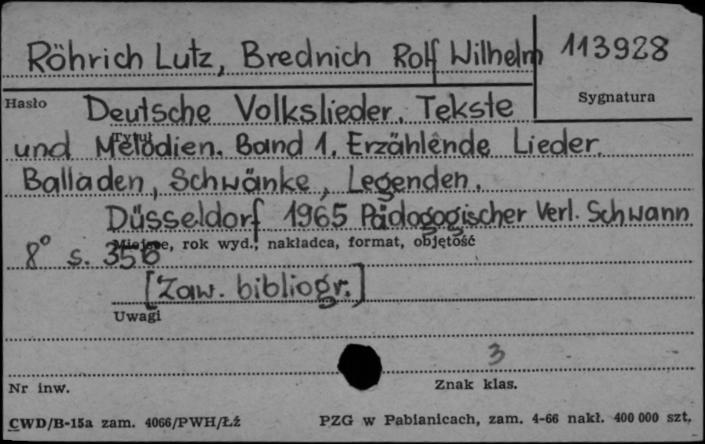 Röhrich Lutz, Brednich Rolf Wilhelm 113928
Hasło Sygnatura
Deutsche Volkslieder. Tekste
Tytuł
und Melodien. Band 1. Erzählende Lieder.
Balladen, Schwänke, Legenden.
Düsseldorf 1965 Pädogogischer Verl. Schwann
Miejsce, rok wyd., nakładca, format, objętość
8° s. 356
[Zaw. bibliogr.]
Uwagi
3
Nr inw. Znak klas.
CWD/B-15a zam. 4066/PWH/Łź PZG w Pabianicach, zam. 4-66 nakł. 400 000 szt.